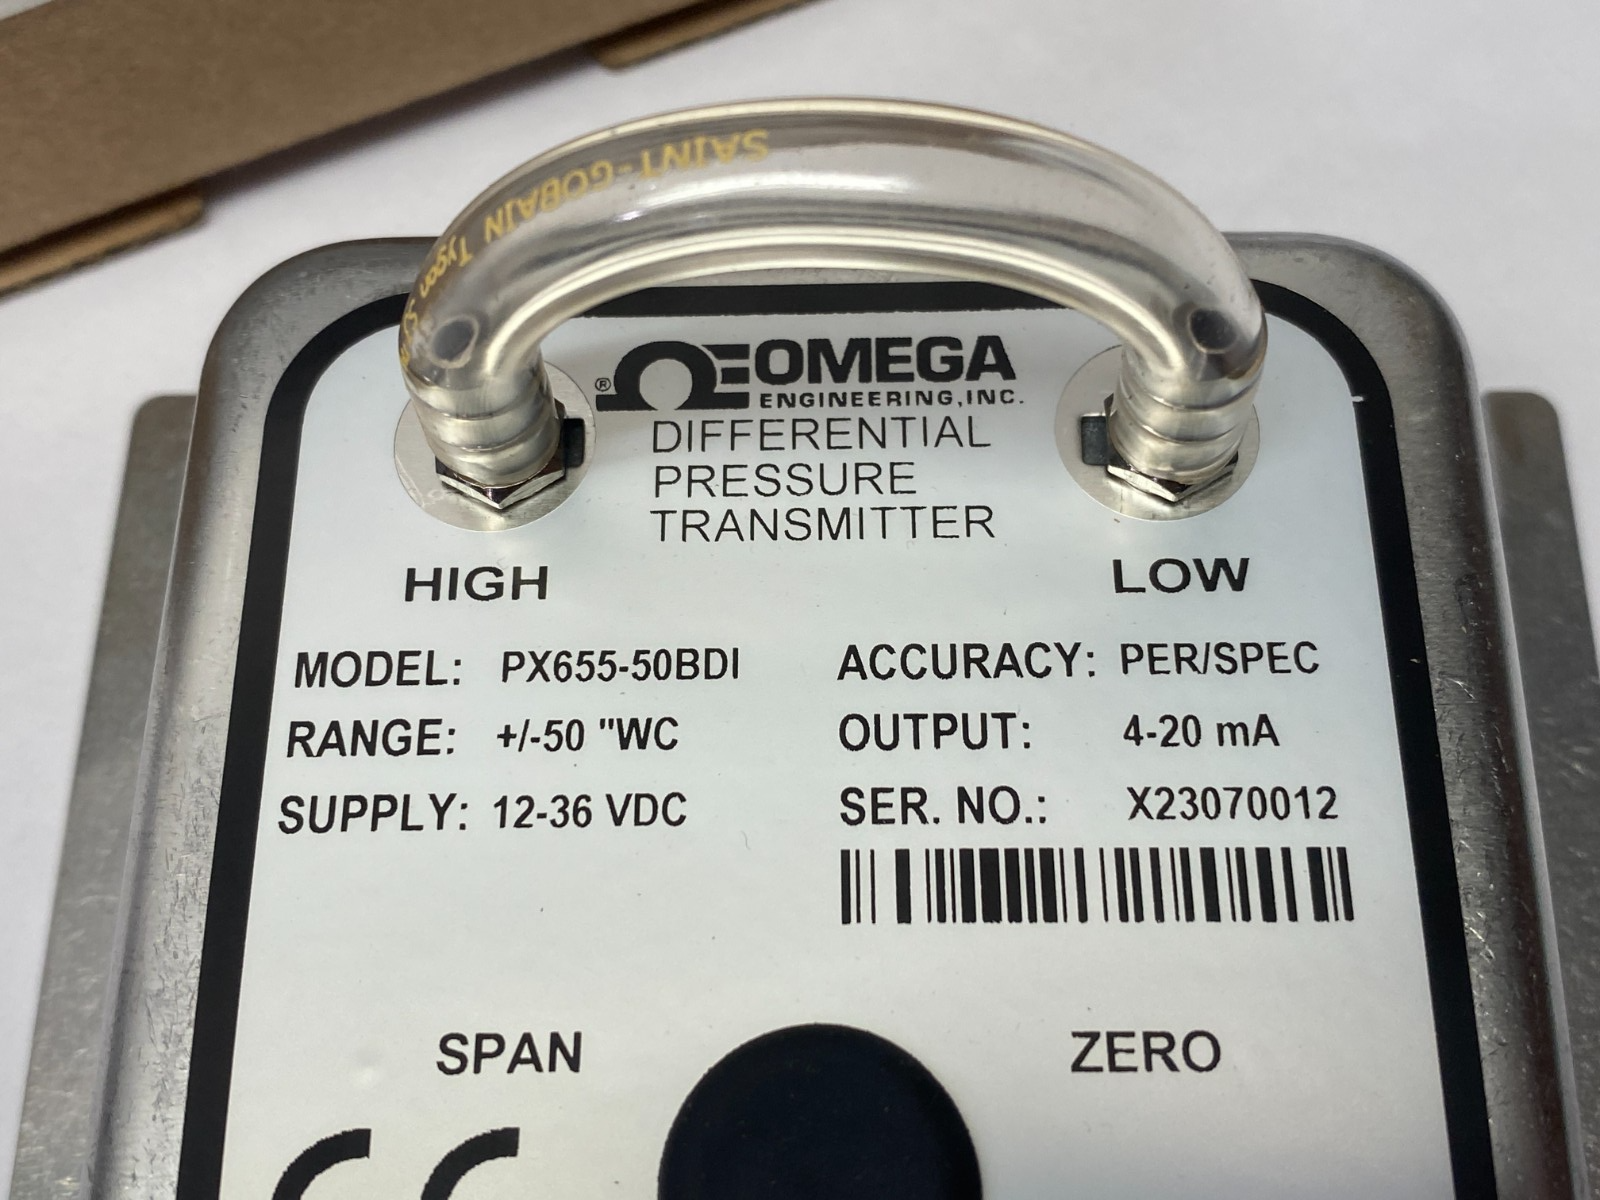 SAINT-GOBAIN Tygon
® OMEGA
ENGINEERING, INC.
DIFFERENTIAL
PRESSURE
TRANSMITTER
HIGH
LOW
MODEL: PX655-50BDI
ACCURACY: PER/SPEC
RANGE: +/-50 "WC
OUTPUT: 4-20 mA
SUPPLY: 12-36 VDC
SER. NO.: X23070012
SPAN
ZERO
CE